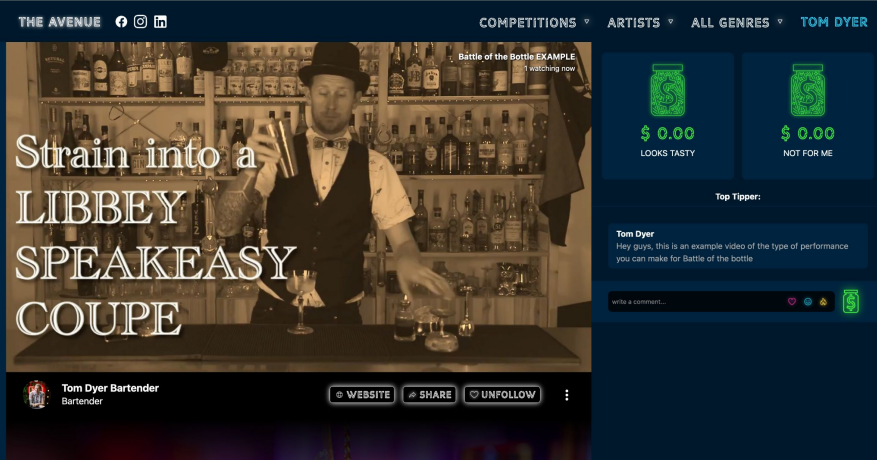 THE AVENUE
COMPETITIONS
ARTISTS
ALL GENRES
TOM DYER
Battle of the Bottle EXAMPLE
1 watching now
Strain into a
LIBBEY
SPEAKEASY
COUPE
$ 0.00
LOOKS TASTY
$ 0.00
NOT FOR ME
Top Tipper:
Tom Dyer
Hey guys, this is an example video of the type of performance
you can make for Battle of the bottle
write a comment...
Tom Dyer Bartender
Bartender
WEBSITE
SHARE
UNFOLLOW